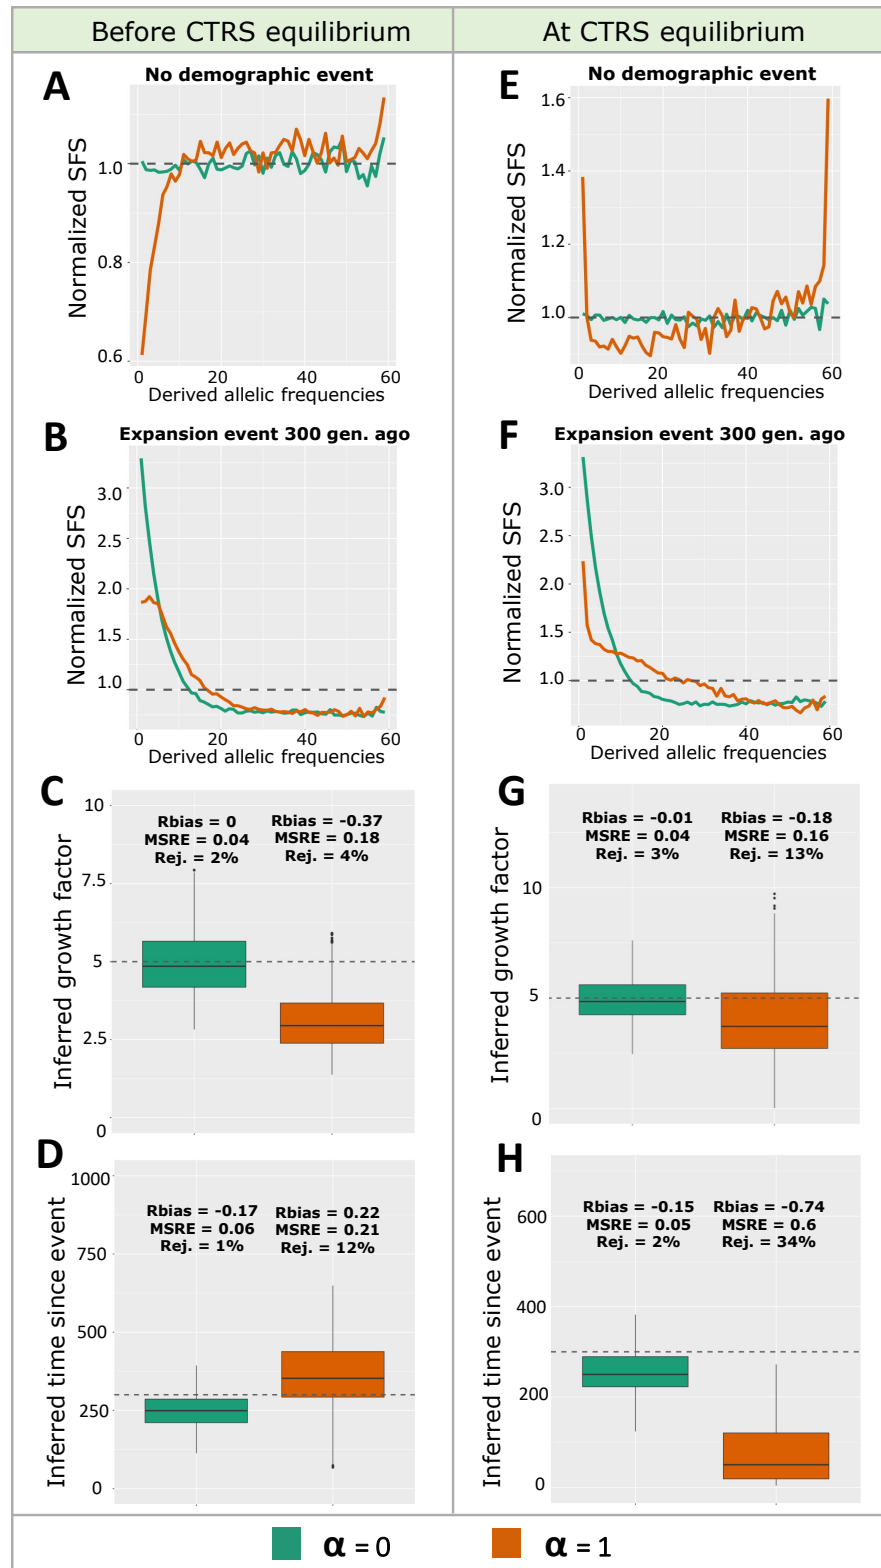 Before CTRS equilibrium
At CTRS equilibrium
A
No demographic event
Normalized SFS
1.0
0.8
0.6
0
20
40
60
Derived allelic frequencies
B
Expansion event 300 gen. ago
Normalized SFS
3.0
2.5
2.0
1.5
1.0
0
20
40
60
Derived allelic frequencies
C
Inferred growth factor
10
7.5
5
2.5
0
Rbias = 0
MSRE = 0.04
Rej. = 2%
Rbias = -0.37
MSRE = 0.18
Rej. = 4%
D
Inferred time since event
1000
750
500
250
0
Rbias = -0.17
MSRE = 0.06
Rej. = 1%
Rbias = 0.22
MSRE = 0.21
Rej. = 12%
E
No demographic event
Normalized SFS
1.6
1.4
1.2
1.0
0
20
40
60
Derived allelic frequencies
F
Expansion event 300 gen. ago
Normalized SFS
3.0
2.5
2.0
1.5
1.0
0
20
40
60
Derived allelic frequencies
G
Inferred growth factor
10
5
0
Rbias = -0.01
MSRE = 0.04
Rej. = 3%
Rbias = -0.18
MSRE = 0.16
Rej. = 13%
H
Inferred time since event
600
400
200
0
Rbias = -0.15
MSRE = 0.05
Rej. = 2%
Rbias = -0.74
MSRE = 0.6
Rej. = 34%
α = 0
α = 1